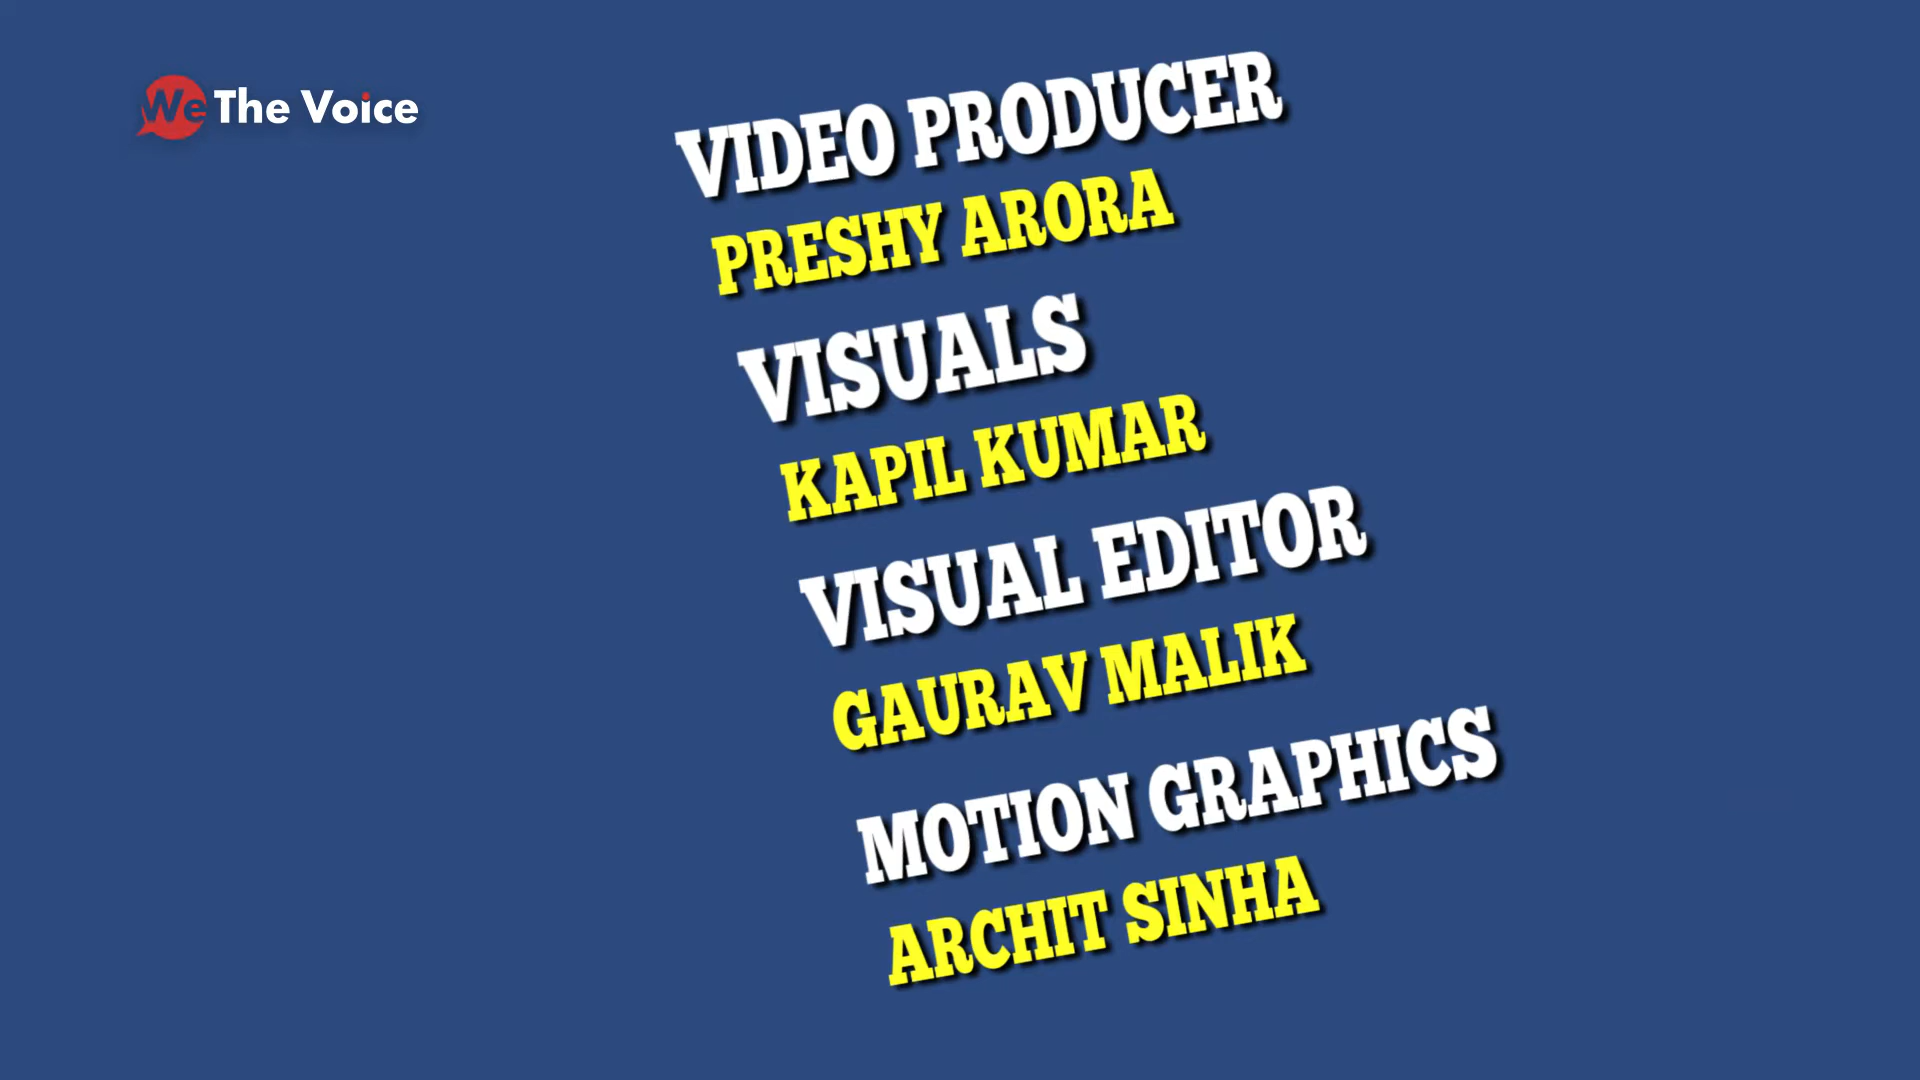 We The Voice
VIDEO PRODUCER
PRESHY ARORA
VISUALS
KAPIL KUMAR
VISUAL EDITOR
GAURAV MALIK
MOTION GRAPHICS
ARCHIT SINHA